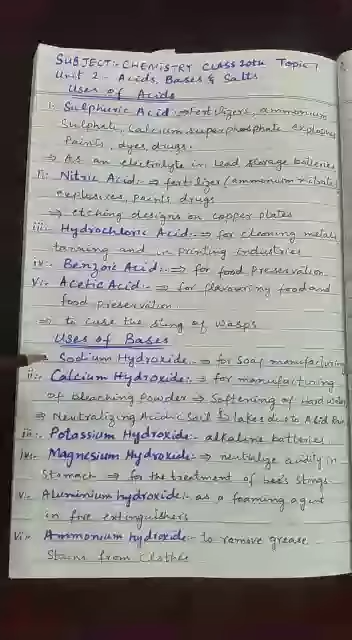 SUBJECT:- CHEMISTRY CLASS 10th Topic 1
Unit 2 - Acids, Bases & Salts
Uses of Acids
i. Sulphuric Acid:- ⇒ fertilizers, ammonium
Sulphate, Calcium superphosphate explosives
Paints, dyes, drugs.
⇒ As an electrolyte in lead storage batteries
ii:- Nitric Acid:- ⇒ fertilizer (ammonium nitrate)
explosives, paints drugs
⇒ etching designs on copper plates
iii:- Hydrochloric Acid:- ⇒ for cleaning metals
tanning and in printing industries
iv:- Benzoic Acid:- ⇒ for food Preservation
v:- Acetic Acid:- ⇒ for flavouring food and
food preservation
⇒ to cure the sting of wasps
Uses of Bases
Sodium Hydroxide:- ⇒ for Soap manufacturing
ii:- Calcium Hydroxide:- ⇒ for manufacturing
of bleaching powder ⇒ Softening of Hard water
⇒ Neutralizing Acidic Soil & lakes due to Acid Rain
iii:- Potassium Hydroxide:- alkaline batteries
iv:- Magnesium Hydroxide:- ⇒ neutralize acidity in
Stomach ⇒ for the treatment of bee's stings
v:- Aluminium hydroxide:- as a foaming agent
in fire extinguishers
vi:- Ammonium hydroxide:- to remove grease
Stains from clothes